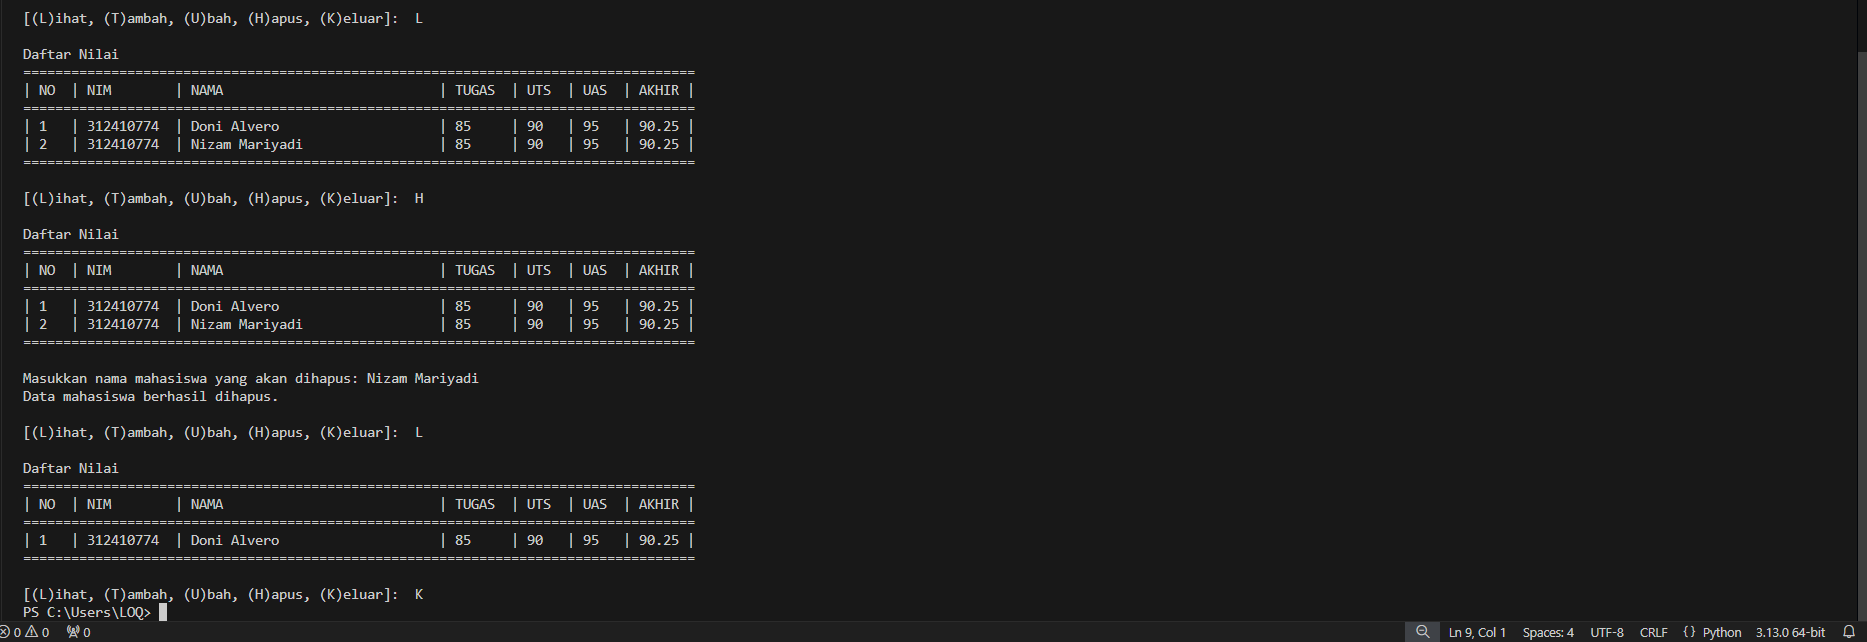 [(L)ihat, (T)ambah, (U)bah, (H)apus, (K)eluar]:  L
Daftar Nilai
====================================================================================
| NO  | NIM        | NAMA                           | TUGAS  | UTS  | UAS  | AKHIR |
====================================================================================
| 1   | 312410774  | Doni Alvero                    | 85     | 90   | 95   | 90.25 |
| 2   | 312410774  | Nizam Mariyadi                 | 85     | 90   | 95   | 90.25 |
====================================================================================
[(L)ihat, (T)ambah, (U)bah, (H)apus, (K)eluar]:  H
Daftar Nilai
====================================================================================
| NO  | NIM        | NAMA                           | TUGAS  | UTS  | UAS  | AKHIR |
====================================================================================
| 1   | 312410774  | Doni Alvero                    | 85     | 90   | 95   | 90.25 |
| 2   | 312410774  | Nizam Mariyadi                 | 85     | 90   | 95   | 90.25 |
====================================================================================
Masukkan nama mahasiswa yang akan dihapus: Nizam Mariyadi
Data mahasiswa berhasil dihapus.
[(L)ihat, (T)ambah, (U)bah, (H)apus, (K)eluar]:  L
Daftar Nilai
====================================================================================
| NO  | NIM        | NAMA                           | TUGAS  | UTS  | UAS  | AKHIR |
====================================================================================
| 1   | 312410774  | Doni Alvero                    | 85     | 90   | 95   | 90.25 |
====================================================================================
[(L)ihat, (T)ambah, (U)bah, (H)apus, (K)eluar]:  K
PS C:\Users\LOQ>
0 0 0 Ln 9, Col 1 Spaces: 4 UTF-8 CRLF {} Python 3.13.0 64-bit